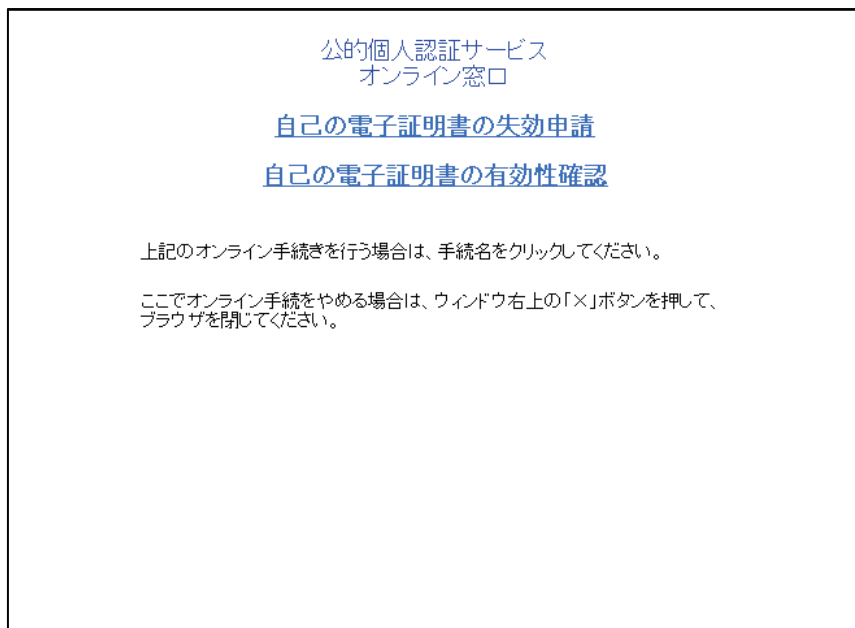 公的個人認証サービス
オンライン窓口
自己の電子証明書の失効申請
自己の電子証明書の有効性確認
上記のオンライン手続きを行う場合は、手続名をクリックしてください。
ここでオンライン手続をやめる場合は、ウィンドウ右上の「×」ボタンを押して、
ブラウザを閉じてください。